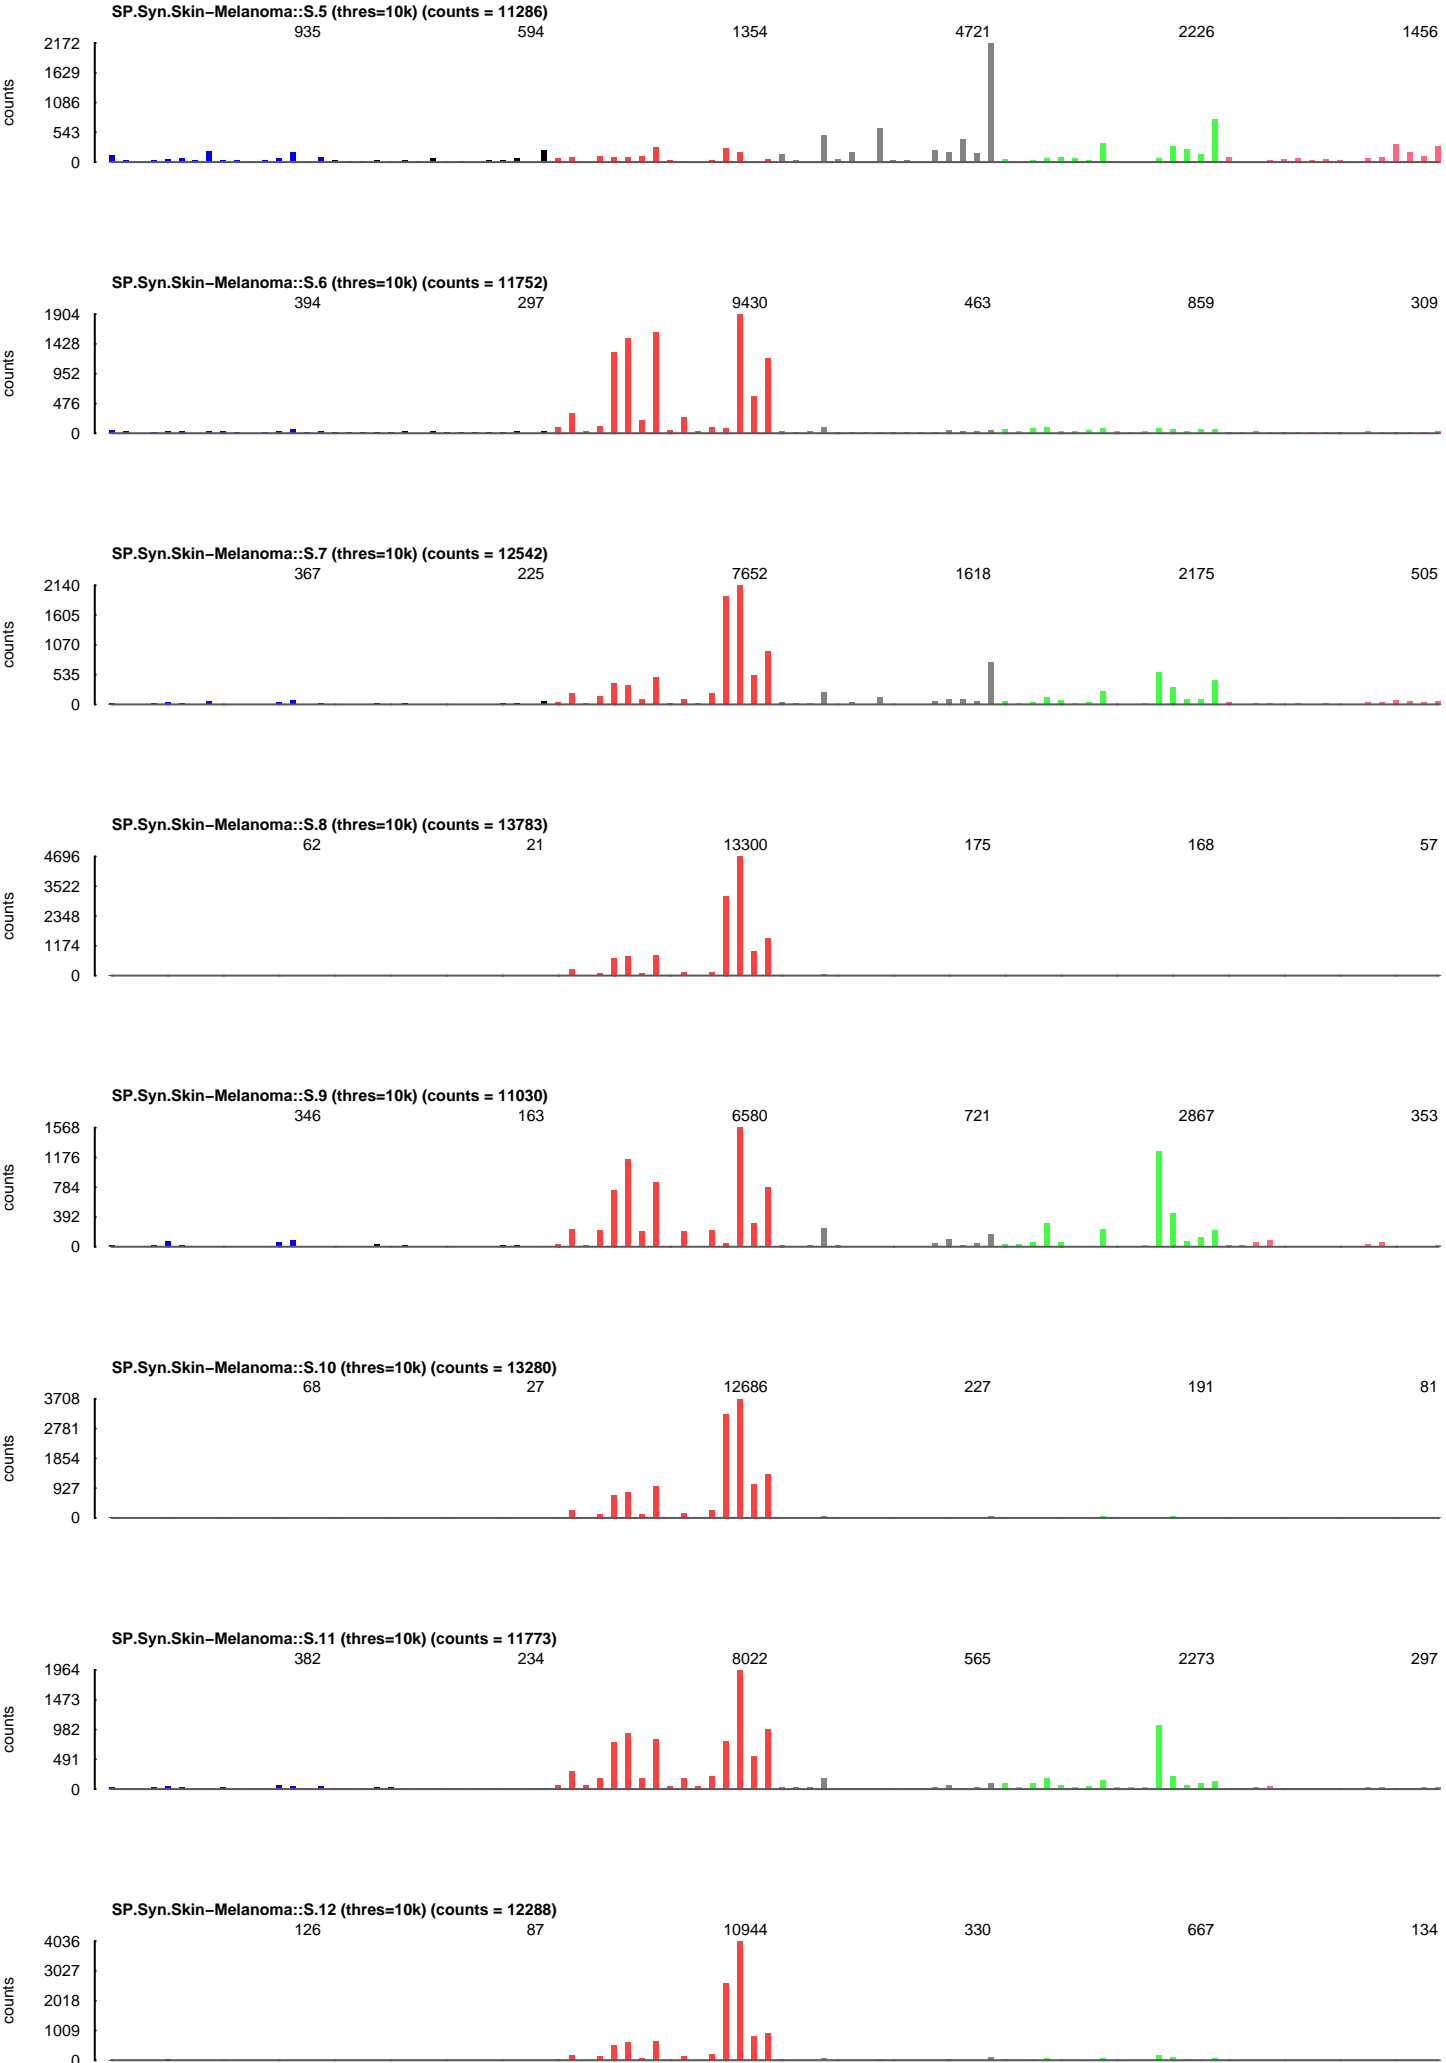 SP.Syn.Skin−Melanoma::S.5 (thres=10k) (counts = 11286)
935 594 1354 4721 2226 1456
2172
1629
1086
543
0
counts
SP.Syn.Skin−Melanoma::S.6 (thres=10k) (counts = 11752)
394 297 9430 463 859 309
1904
1428
952
476
0
counts
SP.Syn.Skin−Melanoma::S.7 (thres=10k) (counts = 12542)
367 225 7652 1618 2175 505
2140
1605
1070
535
0
counts
SP.Syn.Skin−Melanoma::S.8 (thres=10k) (counts = 13783)
62 21 13300 175 168 57
4696
3522
2348
1174
0
counts
SP.Syn.Skin−Melanoma::S.9 (thres=10k) (counts = 11030)
346 163 6580 721 2867 353
1568
1176
784
392
0
counts
SP.Syn.Skin−Melanoma::S.10 (thres=10k) (counts = 13280)
68 27 12686 227 191 81
3708
2781
1854
927
0
counts
SP.Syn.Skin−Melanoma::S.11 (thres=10k) (counts = 11773)
382 234 8022 565 2273 297
1964
1473
982
491
0
counts
SP.Syn.Skin−Melanoma::S.12 (thres=10k) (counts = 12288)
126 87 10944 330 667 134
4036
3027
2018
1009
0
counts